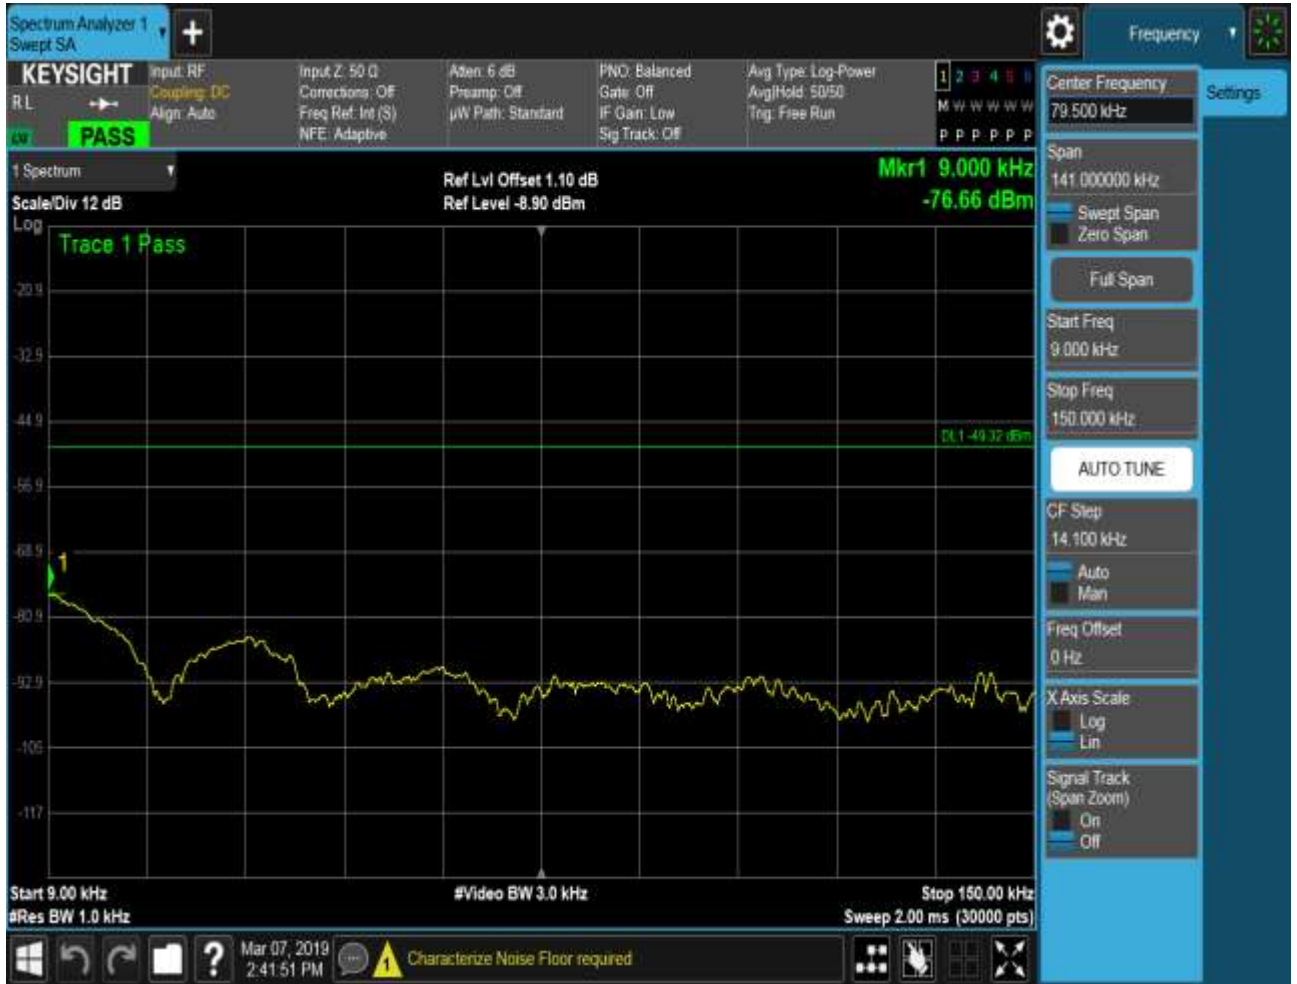 Spectrum Analyzer 1
Swept SA
+
Frequency
KEYSIGHT
R L
PASS
Input: RF
Coupling: DC
Align: Auto
Input Z: 50 Ω
Corrections: Off
Freq Ref: Int (S)
NFE: Adaptive
Atten: 6 dB
Preamp: Off
µW Path: Standard
PNO: Balanced
Gate: Off
IF Gain: Low
Sig Track: Off
Avg Type: Log-Power
Avg|Hold: 50/50
Trig: Free Run
1 2 3 4 5 6
M W W W W W
P P P P P P
1 Spectrum
Scale/Div 12 dB
Log
Ref Lvl Offset 1.10 dB
Ref Level -8.90 dBm
Mkr1 9.000 kHz
-76.66 dBm
Trace 1 Pass
-20.9
-32.9
-44.9
DL1 -49.32 dBm
-56.9
-68.9
1
-80.9
-92.9
-105
-117
Start 9.00 kHz
#Video BW 3.0 kHz
Stop 150.00 kHz
#Res BW 1.0 kHz
Sweep 2.00 ms (30000 pts)
Center Frequency
79.500 kHz
Settings
Span
141.000000 kHz
Swept Span
Zero Span
Full Span
Start Freq
9.000 kHz
Stop Freq
150.000 kHz
AUTO TUNE
CF Step
14.100 kHz
Auto
Man
Freq Offset
0 Hz
X Axis Scale
Log
Lin
Signal Track
(Span Zoom)
On
Off
?
Mar 07, 2019
2:41:51 PM
1
Characterize Noise Floor required